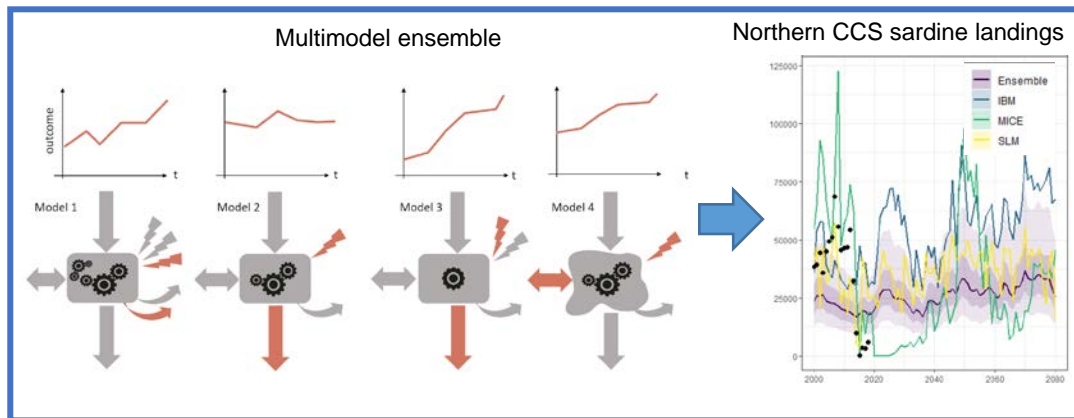 Multimodel ensemble
Northern CCS sardine landings
outcome
t
t
t
t
Model 1
Model 2
Model 3
Model 4
125000
100000
75000
50000
25000
0
2000
2020
2040
2060
2080
Ensemble
IBM
MICE
SLM